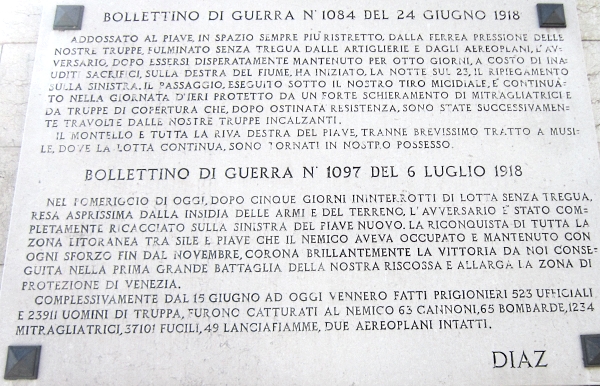 BOLLETTINO DI GUERRA N° 1084 DEL 24 GIUGNO 1918
ADDOSSATO AL PIAVE, IN SPAZIO SEMPRE PIU' RISTRETTO, DALLA FERREA PRESSIONE DELLE
NOSTRE TRUPPE, FULMINATO SENZA TREGUA DALLE ARTIGLIERIE E DAGLI AEREOPLANI, L'AV-
VERSARIO, DOPO ESSERSI DISPERATAMENTE MANTENUTO PER OTTO GIORNI, A COSTO DI INA-
UDITI SACRIFICI, SULLA DESTRA DEL FIUME, HA INIZIATO, LA NOTTE SUL 23, IL RIPIEGAMENTO
SULLA SINISTRA. IL PASSAGGIO, ESEGUITO SOTTO IL NOSTRO TIRO MICIDIALE, E' CONTINUA-
TO NELLA GIORNATA D'IERI PROTETTO DA UN FORTE SCHIERAMENTO DI MITRAGLIATRICI E
DA TRUPPE DI COPERTURA CHE, DOPO OSTINATA RESISTENZA, SONO STATE SUCCESSIVAMEN-
TE TRAVOLTE DALLE NOSTRE TRUPPE INCALZANTI.
IL MONTELLO E TUTTA LA RIVA DESTRA DEL PIAVE, TRANNE BREVISSIMO TRATTO A MUSI-
LE, DOVE LA LOTTA CONTINUA, SONO TORNATI IN NOSTRO POSSESSO.
BOLLETTINO DI GUERRA N° 1097 DEL 6 LUGLIO 1918
NEL POMERIGGIO DI OGGI, DOPO CINQUE GIORNI ININTERROTTI DI LOTTA SENZA TREGUA,
RESA ASPRISSIMA DALLA INSIDIA DELLE ARMI E DEL TERRENO, L'AVVERSARIO E' STATO COM-
PLETAMENTE RICACCIATO SULLA SINISTRA DEL PIAVE NUOVO. LA RICONQUISTA DI TUTTA LA
ZONA LITORANEA TRA SILE E PIAVE CHE IL NEMICO AVEVA OCCUPATO E MANTENUTO CON
OGNI SFORZO FIN DAL NOVEMBRE, CORONA BRILLANTEMENTE LA VITTORIA DA NOI CONSE-
GUITA NELLA PRIMA GRANDE BATTAGLIA DELLA NOSTRA RISCOSSA E ALLARGA LA ZONA DI
PROTEZIONE DI VENEZIA.
COMPLESSIVAMENTE DAL 15 GIUGNO AD OGGI VENNERO FATTI PRIGIONIERI 523 UFFICIALI
E 23911 UOMINI DI TRUPPA, FURONO CATTURATI AL NEMICO 63 CANNONI, 65 BOMBARDE, 1234
MITRAGLIATRICI, 37101 FUCILI, 49 LANCIAFIAMME, DUE AEROPLANI INTATTI.
DIAZ